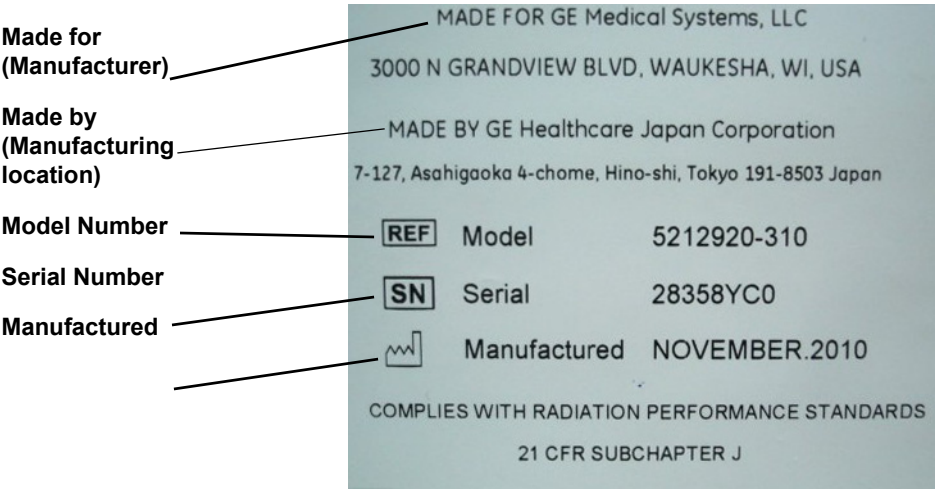 Made for
(Manufacturer)
Made by
(Manufacturing
location)
Model Number
Serial Number
Manufactured
MADE FOR GE Medical Systems, LLC
3000 N GRANDVIEW BLVD, WAUKESHA, WI, USA
MADE BY GE Healthcare Japan Corporation
7-127, Asahigaoka 4-chome, Hino-shi, Tokyo 191-8503 Japan
REF Model 5212920-310
SN Serial 28358YC0
Manufactured NOVEMBER.2010
COMPLIES WITH RADIATION PERFORMANCE STANDARDS
21 CFR SUBCHAPTER J